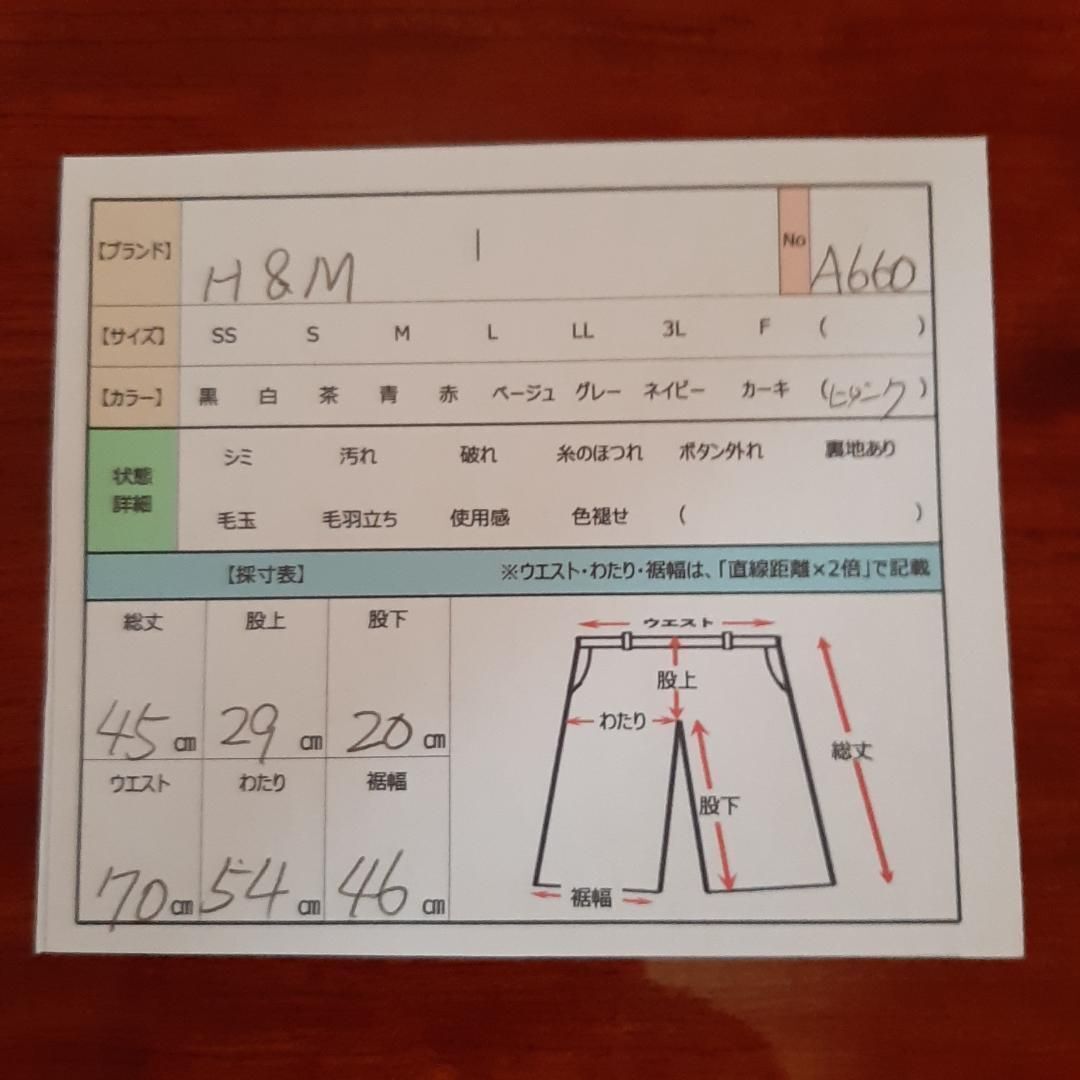 【ブランド】 H&M No A660
【サイズ】 SS S M L LL 3L F ( )
【カラー】 黒 白 茶 青 赤 ベージュ グレー ネイビー カーキ (ピンク)
状態
詳細
シミ 汚れ 破れ 糸のほつれ ボタン外れ 裏地あり
毛玉 毛羽立ち 使用感 色褪せ ( )
【採寸表】 ※ウエスト・わたり・裾幅は、「直線距離×2倍」で記載
総丈 股上 股下
45cm 29cm 20cm
ウエスト わたり 裾幅
70cm 54cm 46cm
ウエスト
股上
わたり
総丈
股下
裾幅